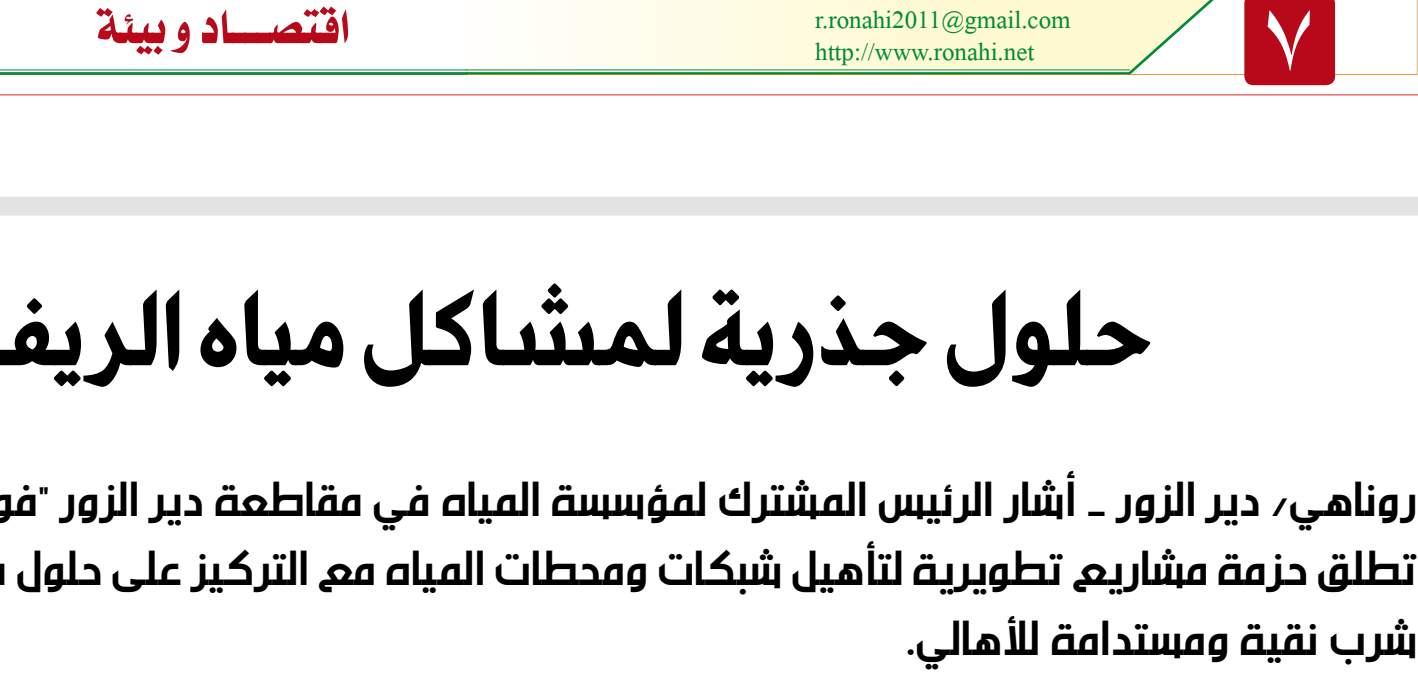 ٧
r.ronahi2011@gmail.com
http://www.ronahi.net
اقتصــــاد و بيئة
حلول جذرية لمشاكل مياه الريف
روناهي/ دير الزور _ أشار الرئيس المشترك لمؤسسة المياه في مقاطعة دير الزور
تطلق حزمة مشاريع تطويرية لتأهيل شبكات ومحطات المياه مع التركيز على حلول
شرب نقية ومستدامة للأهالي.